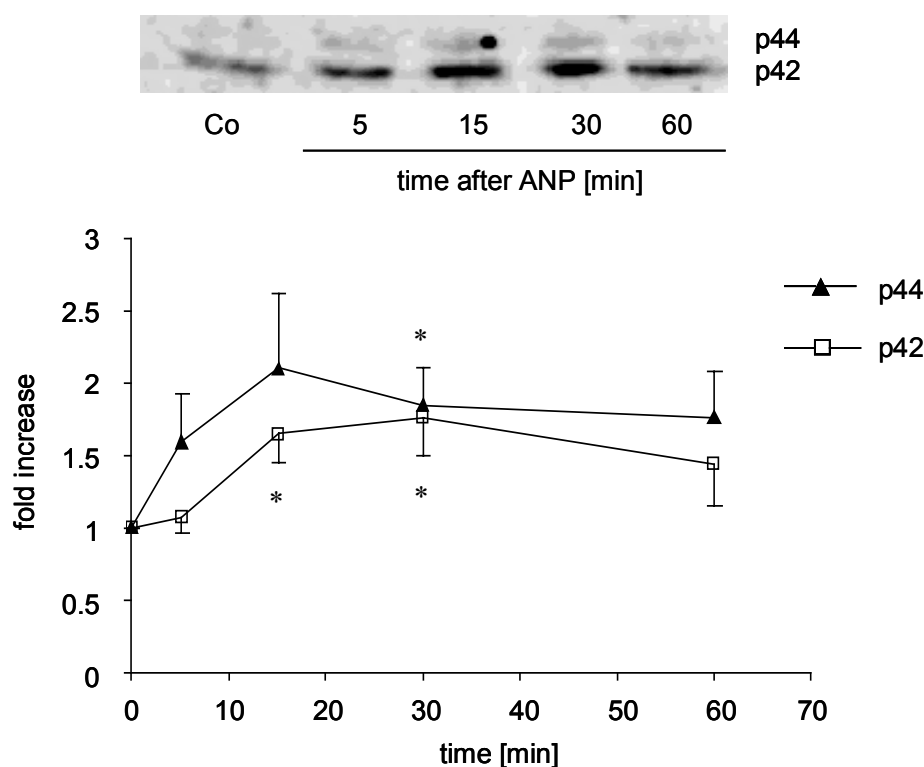 p44
p42
Co 5 15 30 60
time after ANP [min]
3
2.5
2
1.5
1
0.5
0
fold increase
*
*
*
0 10 20 30 40 50 60 70
time [min]
p44
p42